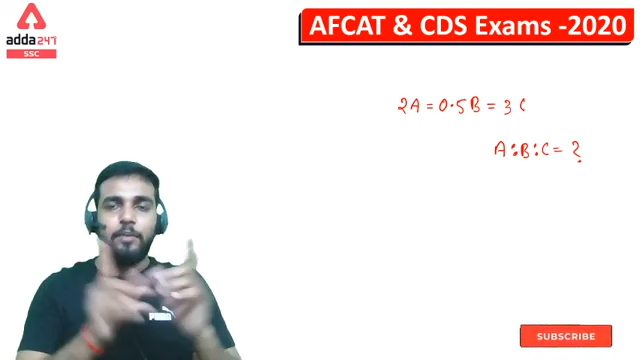 AFCAT & CDS Exams -2020
adda247
SSC
2A = 0.5B = 3C
A:B:C = ?
PUMA
SUBSCRIBE